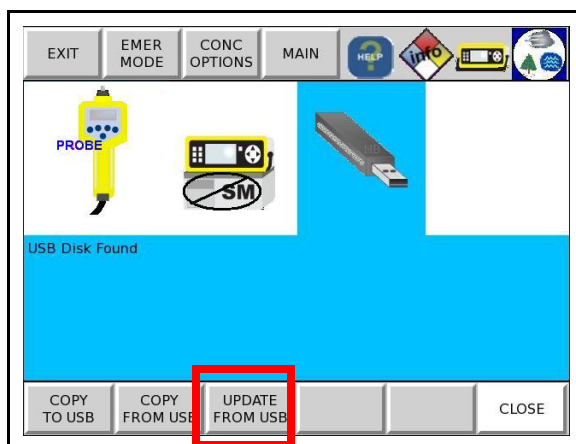 EXIT
EMER
MODE
CONC
OPTIONS
MAIN
HELP
info
PROBE
SM
USB Disk Found
COPY
TO USB
COPY
FROM USB
UPDATE
FROM USB
CLOSE